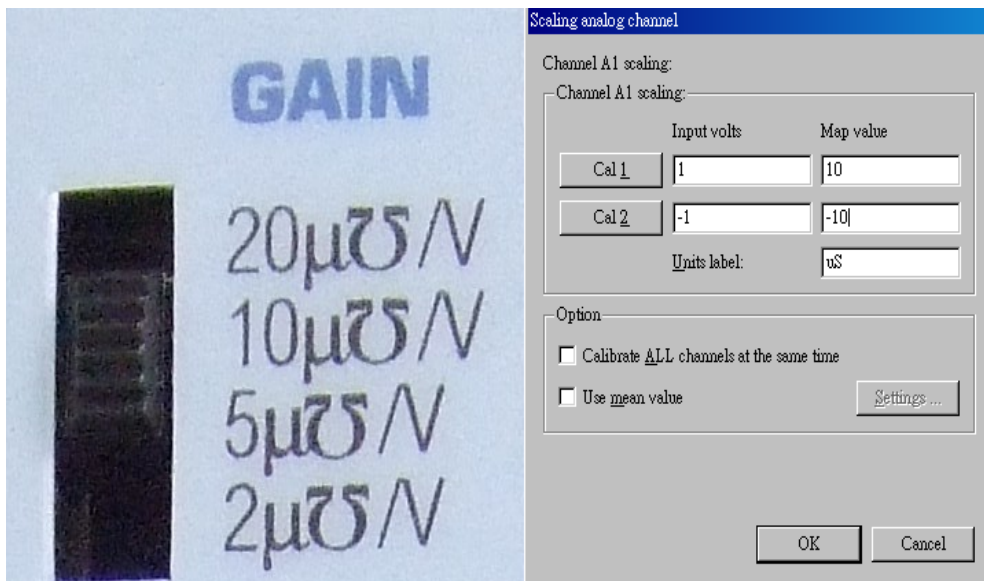 GAIN
20µ℧/V
10µ℧/V
5µ℧/V
2µ℧/V
Scaling analog channel
Channel A1 scaling:
Channel A1 scaling:
Input volts Map value
Cal 1 1 10
Cal 2 -1 -10
Units label: uS
Option
Calibrate ALL channels at the same time
Use mean value Settings ...
OK Cancel